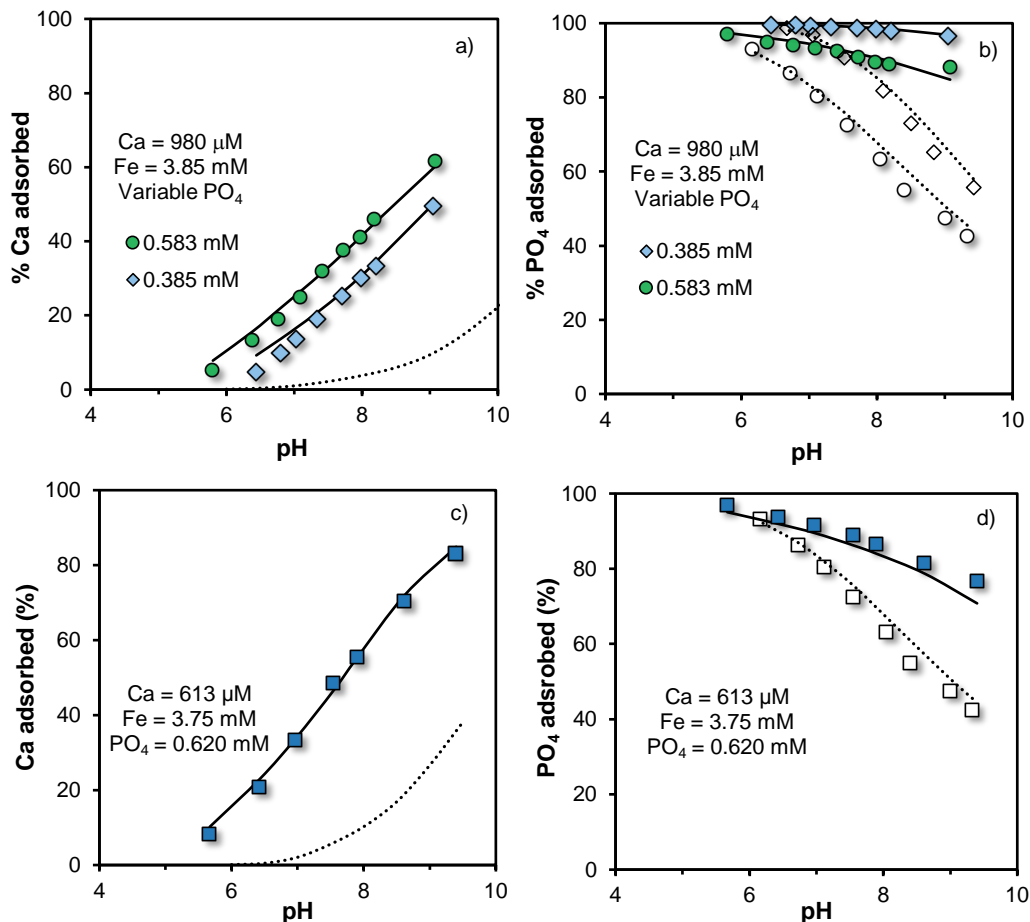 100
80
60
40
20
0
4
6
8
10
% Ca adsorbed
pH
a)
Ca = 980 µM
Fe = 3.85 mM
Variable PO₄
0.583 mM
0.385 mM
100
80
60
40
20
0
4
6
8
10
% PO₄ adsorbed
pH
b)
Ca = 980 µM
Fe = 3.85 mM
Variable PO₄
0.385 mM
0.583 mM
100
80
60
40
20
0
4
6
8
10
Ca adsorbed (%)
pH
c)
Ca = 613 µM
Fe = 3.75 mM
PO₄ = 0.620 mM
100
80
60
40
20
0
4
6
8
10
PO₄ adsrobed (%)
pH
d)
Ca = 613 µM
Fe = 3.75 mM
PO₄ = 0.620 mM